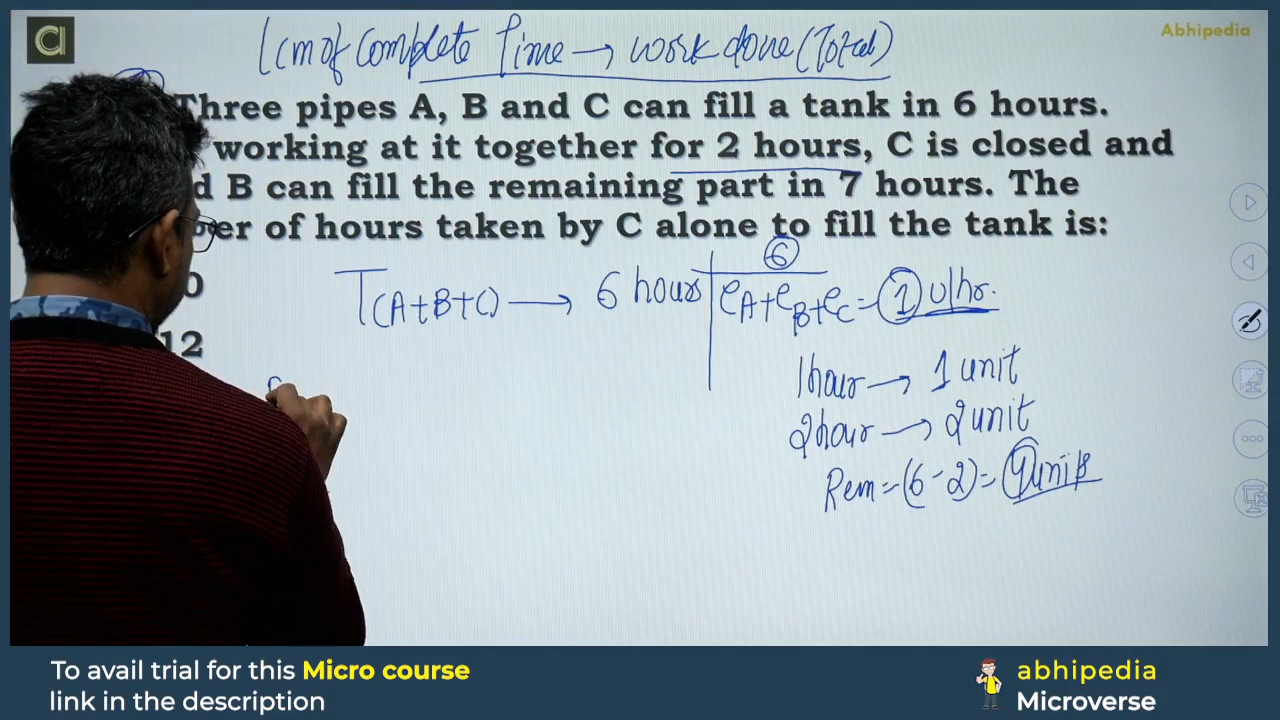 Abhipedia
Lcm of Complete Time → work done (Total)
Three pipes A, B and C can fill a tank in 6 hours.
working at it together for 2 hours, C is closed and
d B can fill the remaining part in 7 hours. The
ber of hours taken by C alone to fill the tank is:
0
12
6
T(A+B+C) → 6 hours
eA+eB+eC = 1 u/hr.
1 hour → 1 unit
2 hour → 2 unit
Rem = (6-2) = 4 units
To avail trial for this Micro course
link in the description
abhipedia
Microverse